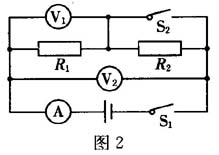 V₁ S₂
R₁ R₂
V₂
A S₁
图 2